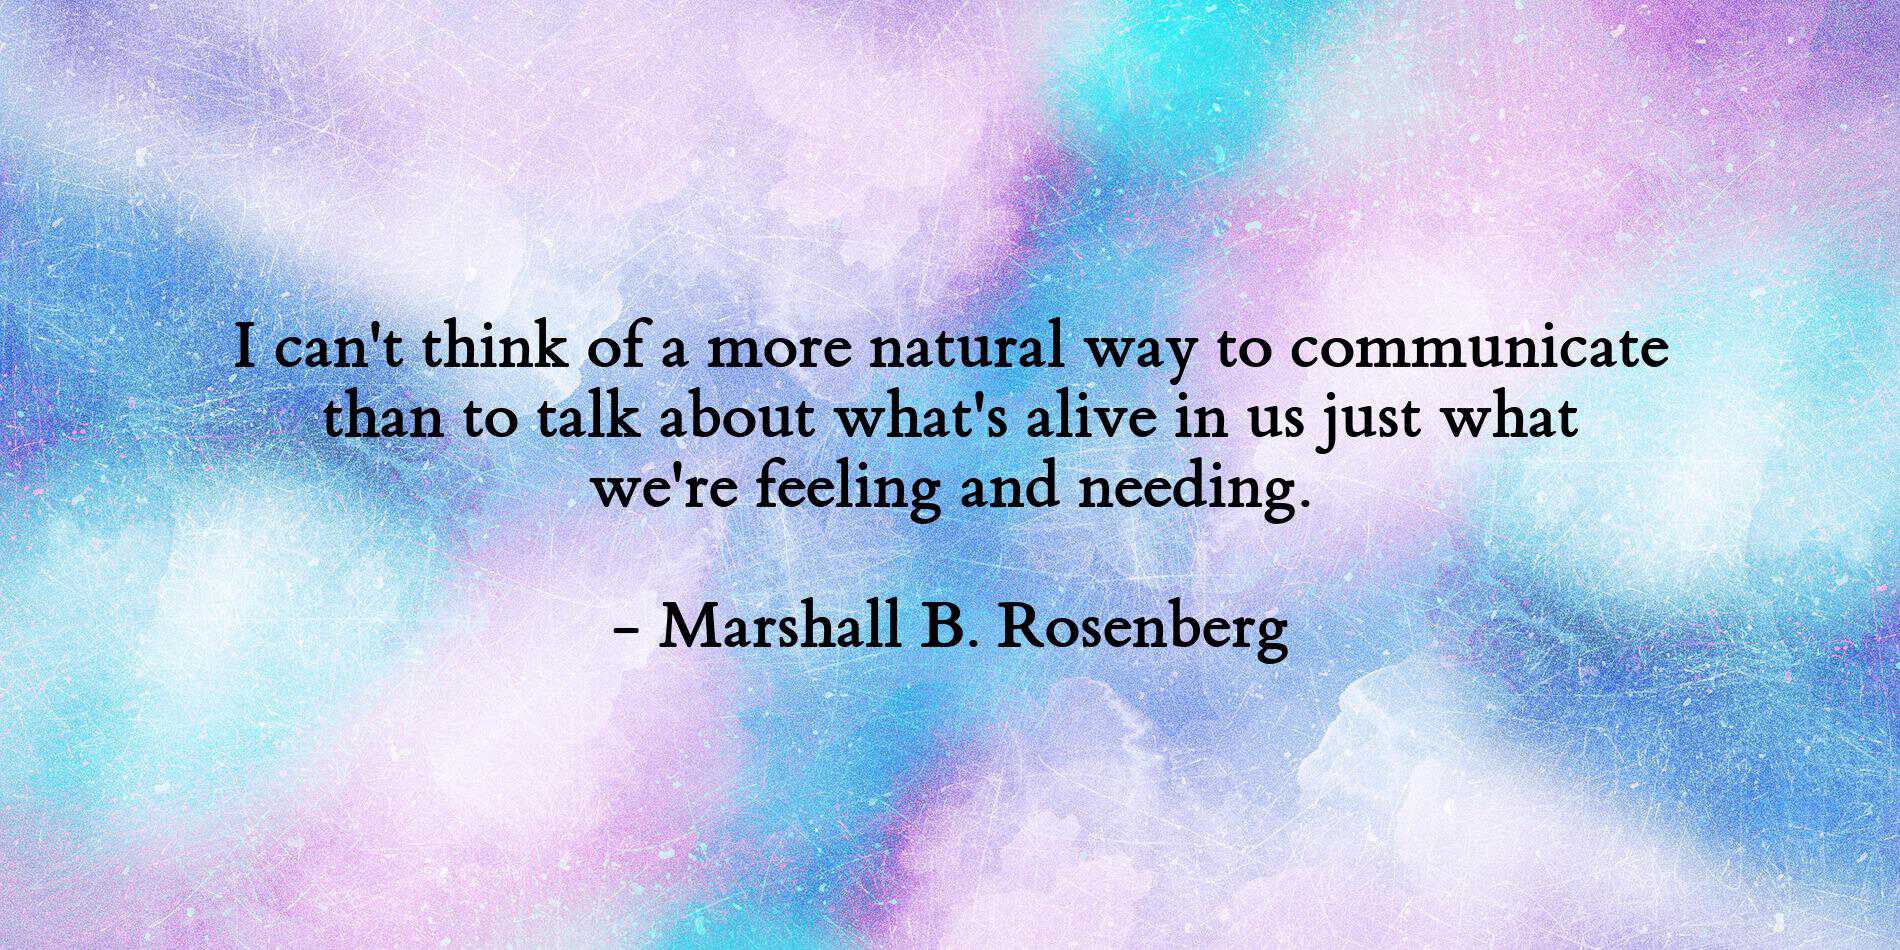 I can't think of a more natural way to communicate
than to talk about what's alive in us just what
we're feeling and needing.
- Marshall B. Rosenberg